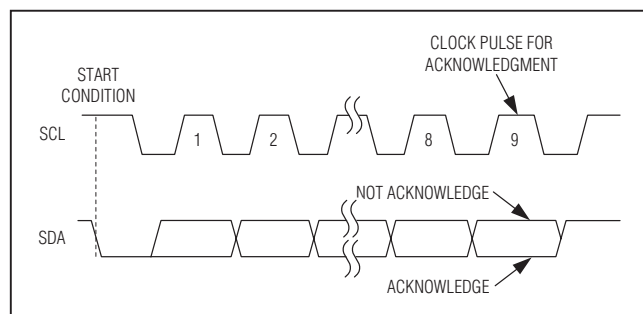 CLOCK PULSE FOR
ACKNOWLEDGMENT
START
CONDITION
SCL
1
2
8
9
NOT ACKNOWLEDGE
SDA
ACKNOWLEDGE